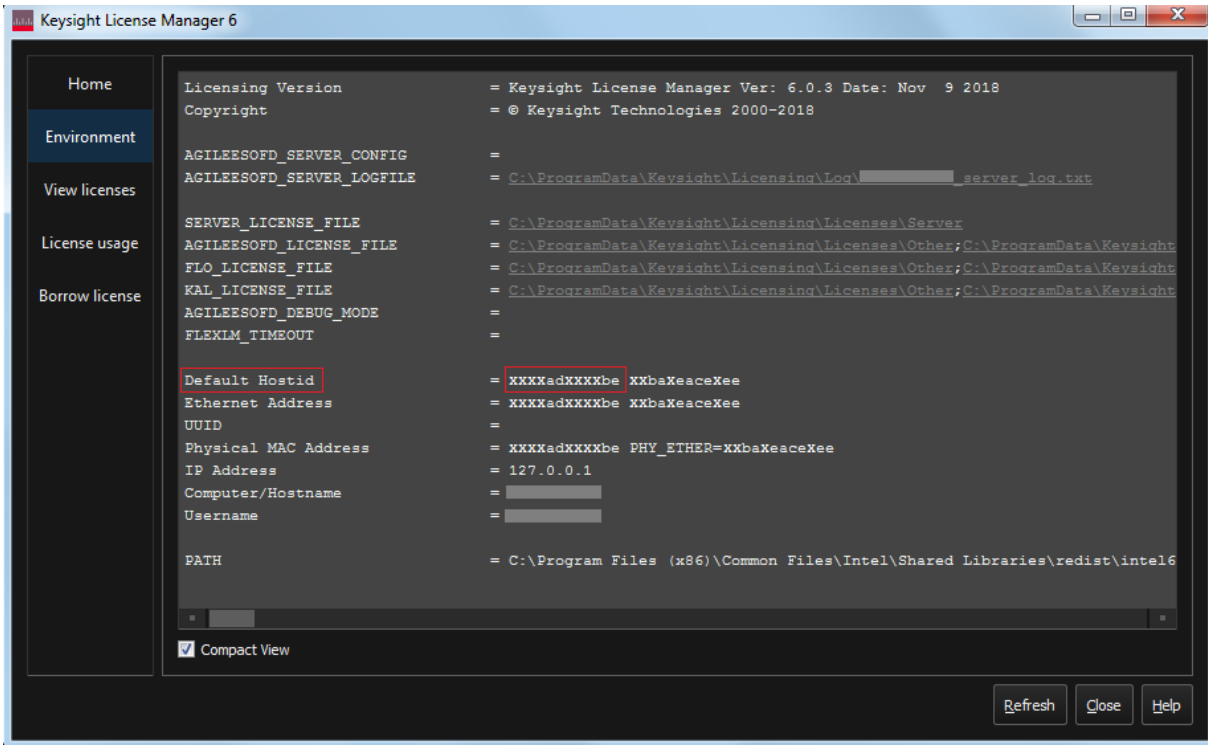 Keysight License Manager 6
Home
Environment
View licenses
License usage
Borrow license
Licensing Version = Keysight License Manager Ver: 6.0.3 Date: Nov 9 2018
Copyright = © Keysight Technologies 2000-2018
AGILEESOFD_SERVER_CONFIG =
AGILEESOFD_SERVER_LOGFILE = C:\ProgramData\Keysight\Licensing\Log\ _server_log.txt
SERVER_LICENSE_FILE = C:\ProgramData\Keysight\Licensing\Licenses\Server
AGILEESOFD_LICENSE_FILE = C:\ProgramData\Keysight\Licensing\Licenses\Other;C:\ProgramData\Keysight
FLO_LICENSE_FILE = C:\ProgramData\Keysight\Licensing\Licenses\Other;C:\ProgramData\Keysight
KAL_LICENSE_FILE = C:\ProgramData\Keysight\Licensing\Licenses\Other;C:\ProgramData\Keysight
AGILEESOFD_DEBUG_MODE =
FLEXLM_TIMEOUT =
Default Hostid = XXXXadXXXXbe XXbaXeaceXee
Ethernet Address = XXXXadXXXXbe XXbaXeaceXee
UUID =
Physical MAC Address = XXXXadXXXXbe PHY_ETHER=XXbaXeaceXee
IP Address = 127.0.0.1
Computer/Hostname =
Username =
PATH = C:\Program Files (x86)\Common Files\Intel\Shared Libraries\redist\intel6
Compact View
Refresh
Close
Help